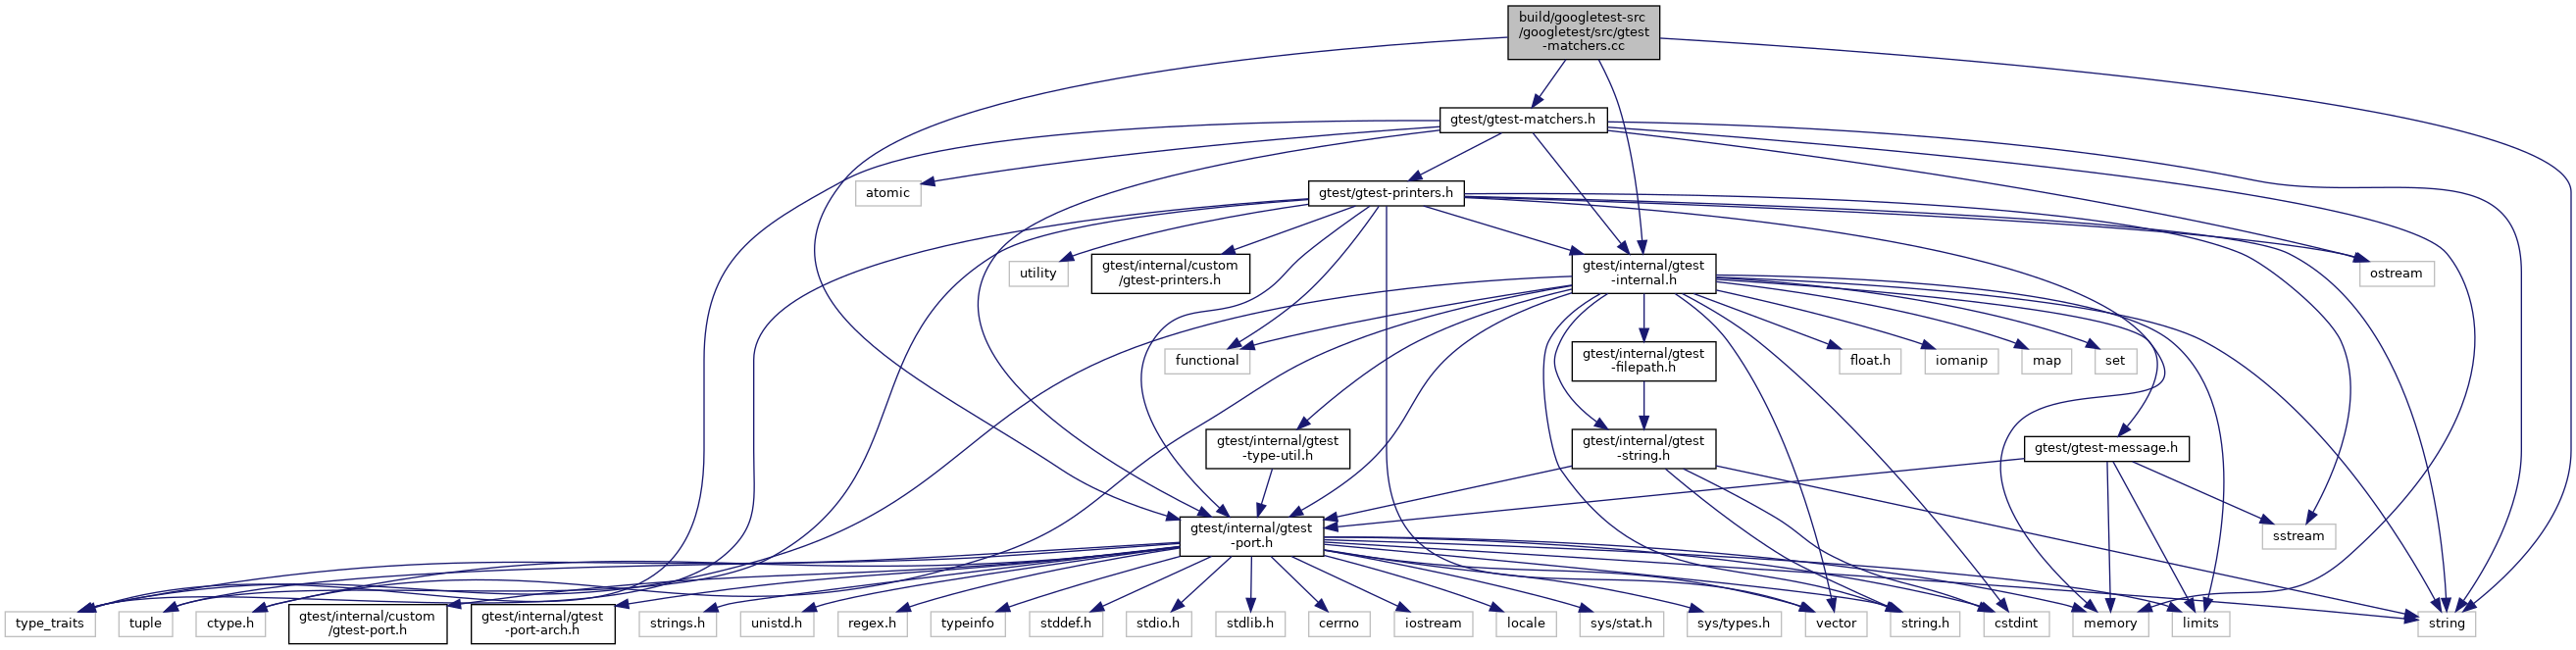 build/googletest-src
/googletest/src/gtest
-matchers.cc
gtest/gtest-matchers.h
atomic
gtest/gtest-printers.h
utility
gtest/internal/custom
/gtest-printers.h
gtest/internal/gtest
-internal.h
ostream
functional
gtest/internal/gtest
-filepath.h
float.h
iomanip
map
set
gtest/internal/gtest
-type-util.h
gtest/internal/gtest
-string.h
gtest/gtest-message.h
gtest/internal/gtest
-port.h
sstream
type_traits
tuple
ctype.h
gtest/internal/custom
/gtest-port.h
gtest/internal/gtest
-port-arch.h
strings.h
unistd.h
regex.h
typeinfo
stddef.h
stdio.h
stdlib.h
cerrno
iostream
locale
sys/stat.h
sys/types.h
vector
string.h
cstdint
memory
limits
string